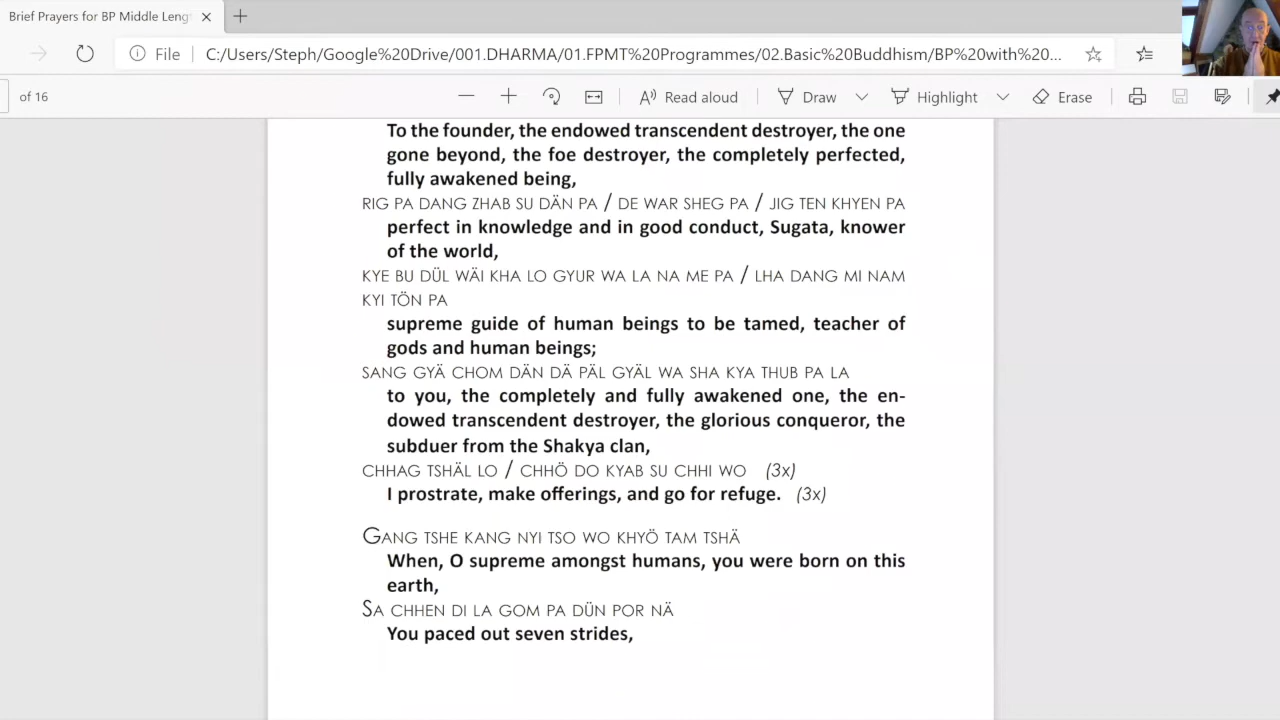 Brief Prayers for BP Middle Lengt
File C:/Users/Steph/Google%20Drive/001.DHARMA/01.FPMT%20Programmes/02.Basic%20Buddhism/BP%20with%20...
of 16
Read aloud
Draw
Highlight
Erase
To the founder, the endowed transcendent destroyer, the one
gone beyond, the foe destroyer, the completely perfected,
fully awakened being,
RIG PA DANG ZHAB SU DÄN PA / DE WAR SHEG PA / JIG TEN KHYEN PA
perfect in knowledge and in good conduct, Sugata, knower
of the world,
KYE BU DÜL WÄI KHA LO GYUR WA LA NA ME PA / LHA DANG MI NAM
KYI TÖN PA
supreme guide of human beings to be tamed, teacher of
gods and human beings;
SANG GYÄ CHOM DÄN DÄ PÄL GYÄL WA SHA KYA THUB PA LA
to you, the completely and fully awakened one, the en-
dowed transcendent destroyer, the glorious conqueror, the
subduer from the Shakya clan,
CHHAG TSHÄL LO / CHHÖ DO KYAB SU CHHI WO (3x)
I prostrate, make offerings, and go for refuge. (3x)
GANG TSHE KANG NYI TSO WO KHYÖ TAM TSHÄ
When, O supreme amongst humans, you were born on this
earth,
SA CHHEN DI LA GOM PA DÜN POR NÄ
You paced out seven strides,